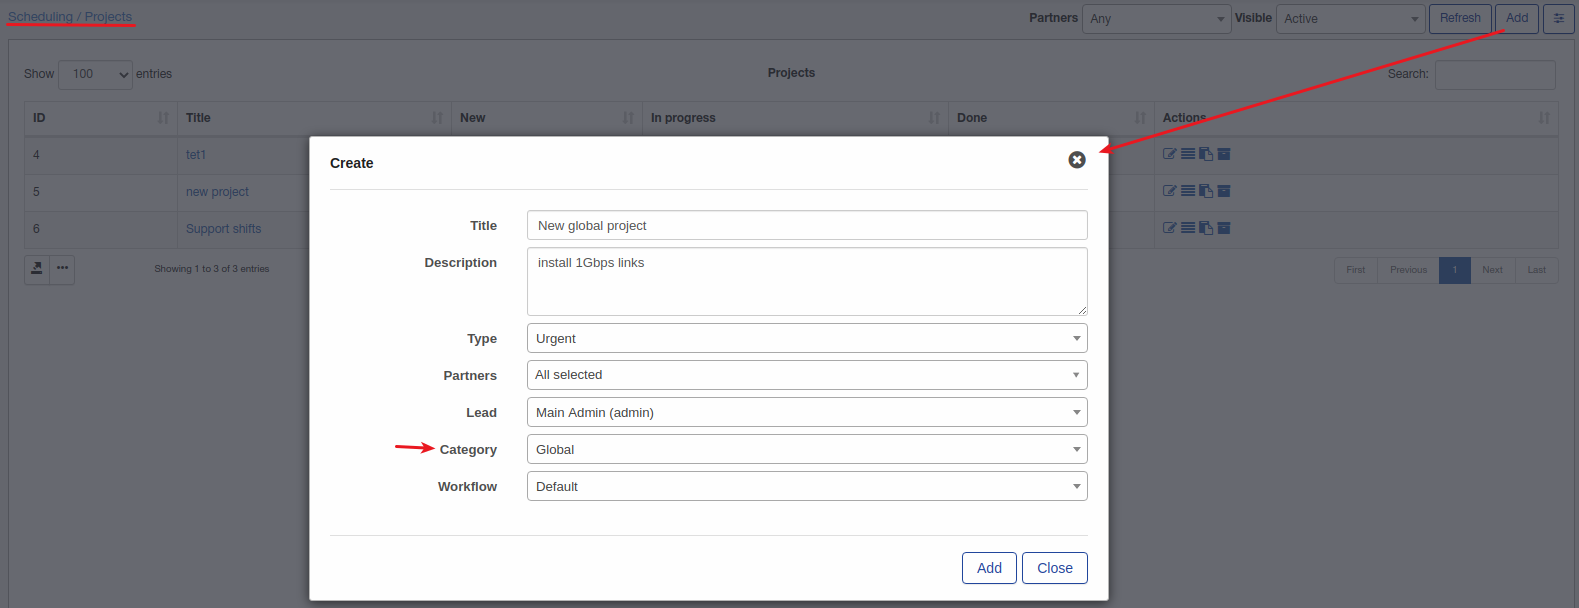 Scheduling / Projects Partners Any Visible Active Refresh Add
Show 100 entries Projects Search:
ID Title New In progress Done Actions
4 tet1
5 new project
6 Support shifts
••• Showing 1 to 3 of 3 entries First Previous 1 Next Last
Create
Title New global project
Description install 1Gbps links
Type Urgent
Partners All selected
Lead Main Admin (admin)
Category Global
Workflow Default
Add Close